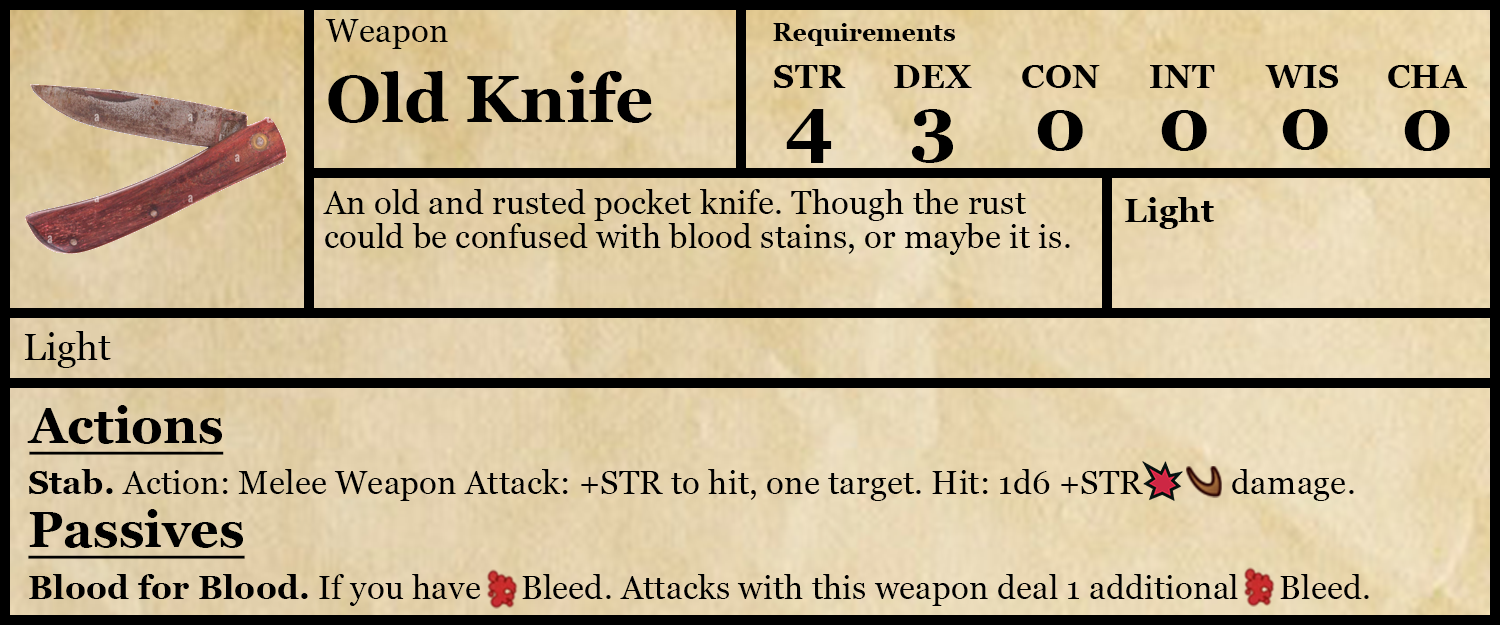 Weapon
Old Knife
Requirements
STR DEX CON INT WIS CHA
4 3 0 0 0 0
An old and rusted pocket knife. Though the rust
could be confused with blood stains, or maybe it is.
Light
Light
Actions
Stab. Action: Melee Weapon Attack: +STR to hit, one target. Hit: 1d6 +STR damage.
Passives
Blood for Blood. If you have Bleed. Attacks with this weapon deal 1 additional Bleed.
a
a
a
a
a
a